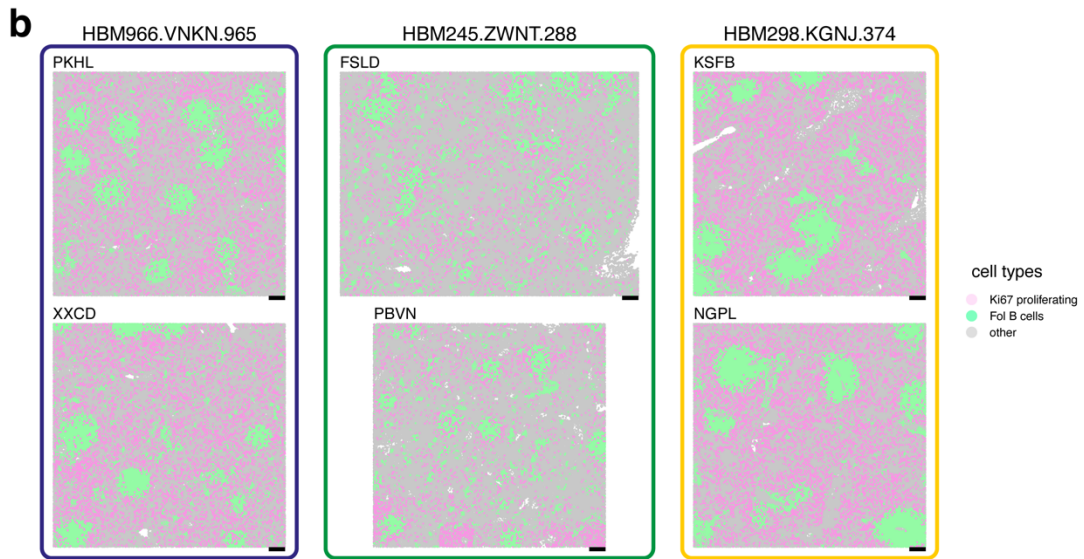 b
HBM966.VNKN.965
HBM245.ZWNT.288
HBM298.KGNJ.374
PKHL
FSLD
KSFB
XXCD
PBVN
NGPL
cell types
Ki67 proliferating
Fol B cells
other